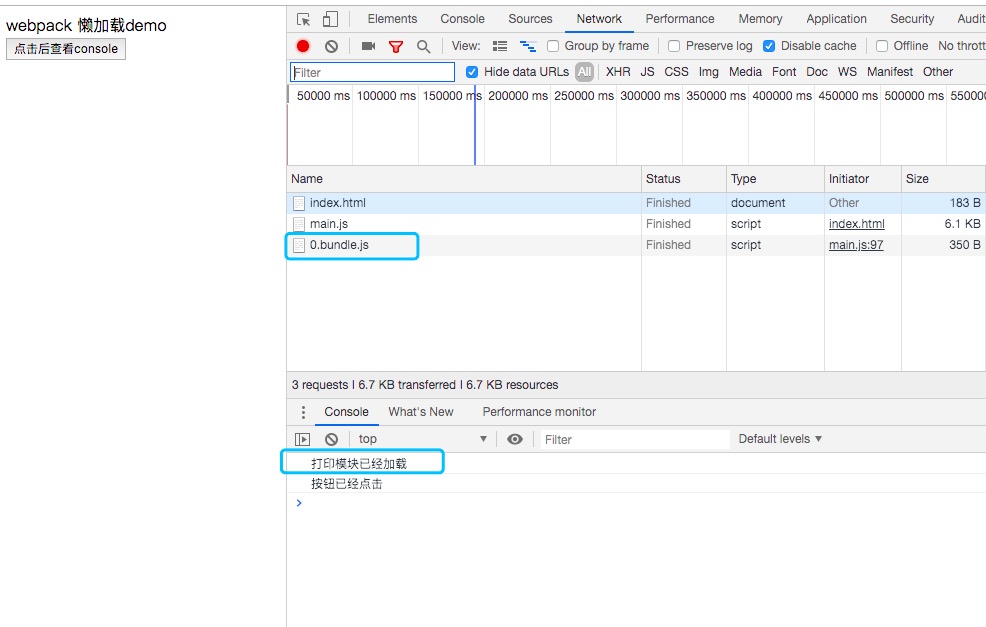 webpack 懒加载demo
点击后查看console
Elements Console Sources Network Performance Memory Application Security Audit
View: Group by frame Preserve log Disable cache Offline No thrott
Filter Hide data URLs All XHR JS CSS Img Media Font Doc WS Manifest Other
50000 ms 100000 ms 150000 ms 200000 ms 250000 ms 300000 ms 350000 ms 400000 ms 450000 ms 500000 ms 550000
Name Status Type Initiator Size
index.html Finished document Other 183 B
main.js Finished script index.html 6.1 KB
0.bundle.js Finished script main.js:97 350 B
3 requests | 6.7 KB transferred | 6.7 KB resources
Console What's New Performance monitor
top Filter Default levels
打印模块已经加载
按钮已经点击